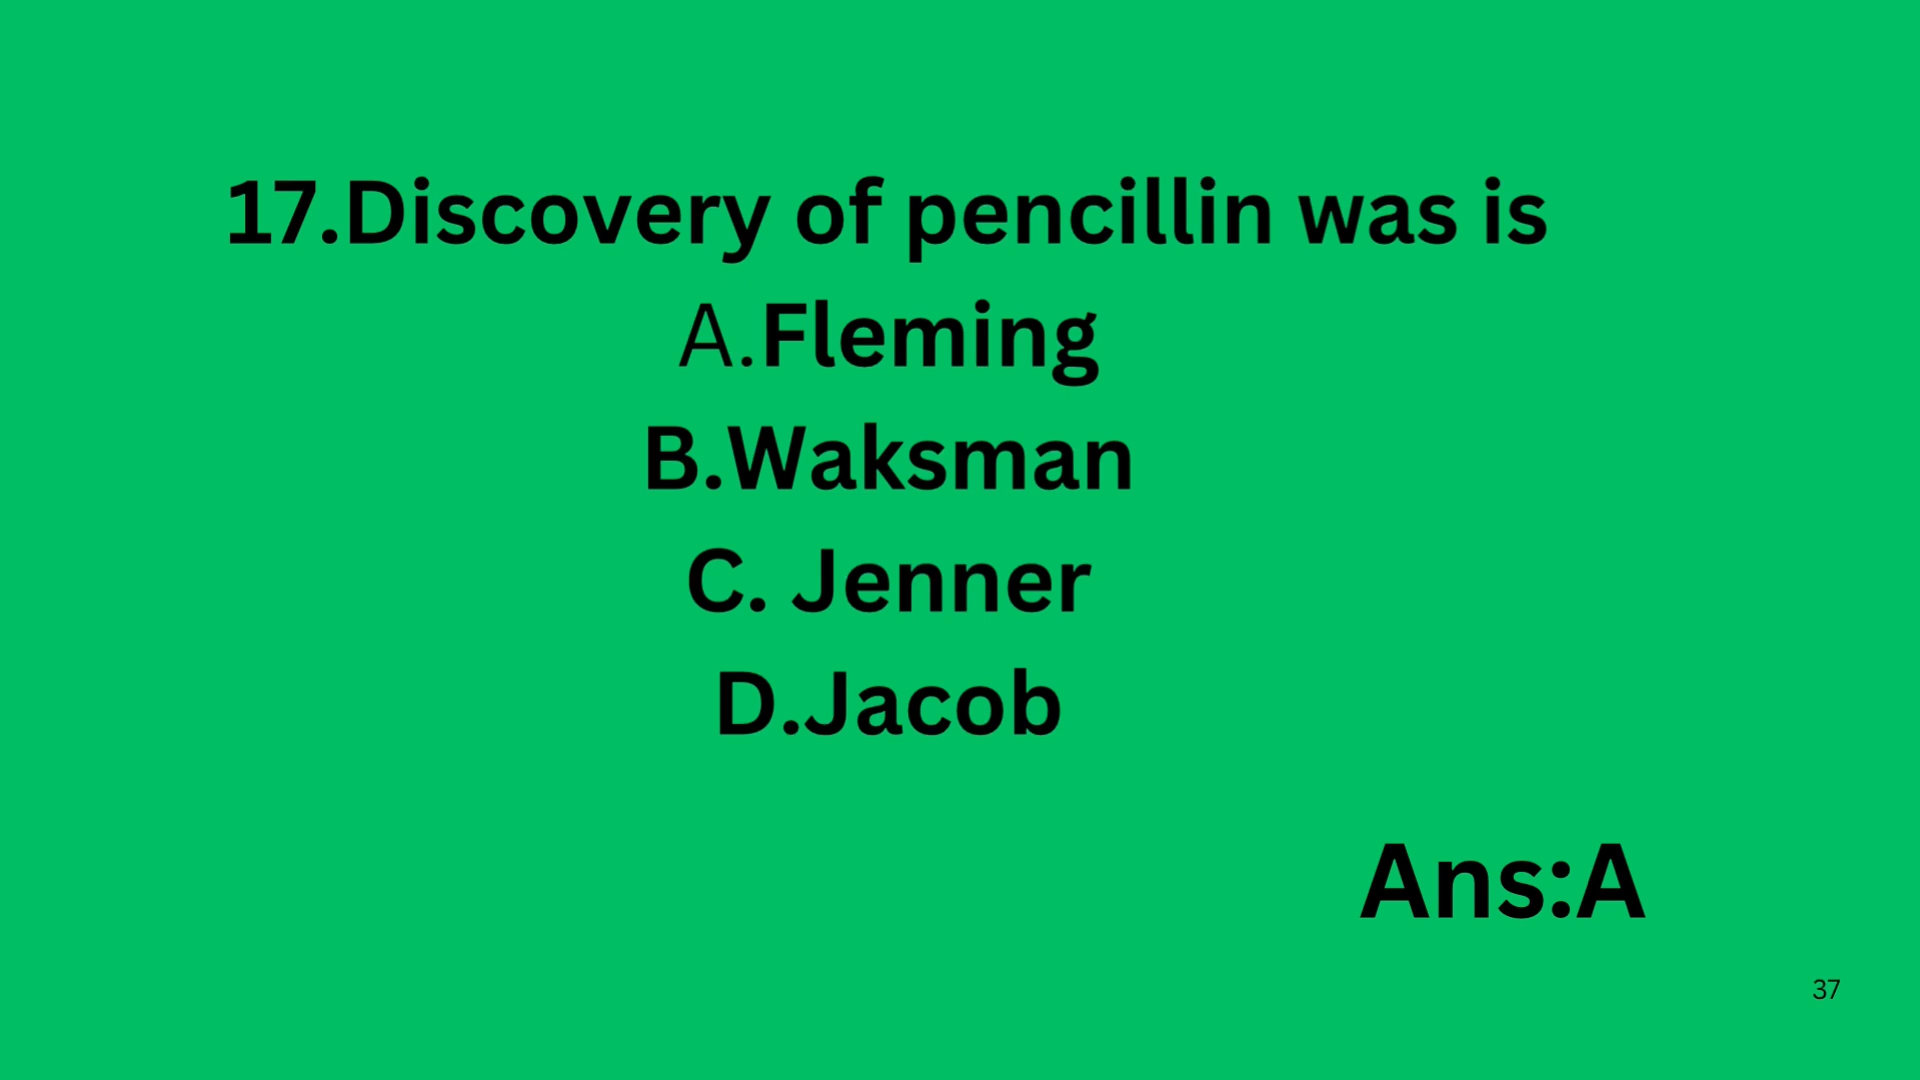 17.Discovery of pencillin was is
A.Fleming
B.Waksman
C. Jenner
D.Jacob
Ans:A
37